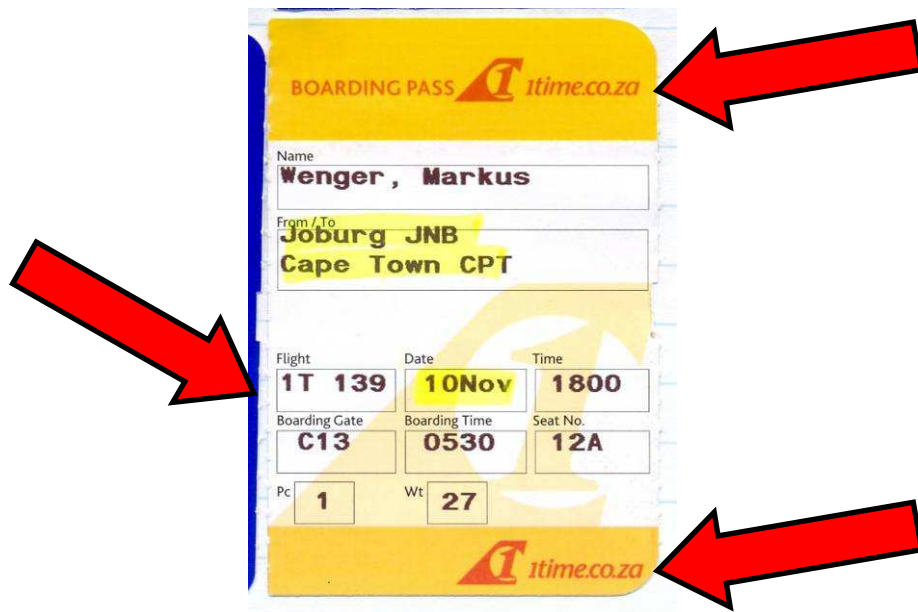 BOARDING PASS 1 1time.co.za
Name
Wenger, Markus
From / To
Joburg JNB
Cape Town CPT
Flight Date Time
1T 139 10Nov 1800
Boarding Gate Boarding Time Seat No.
C13 0530 12A
Pc 1 Wt 27
1 1time.co.za